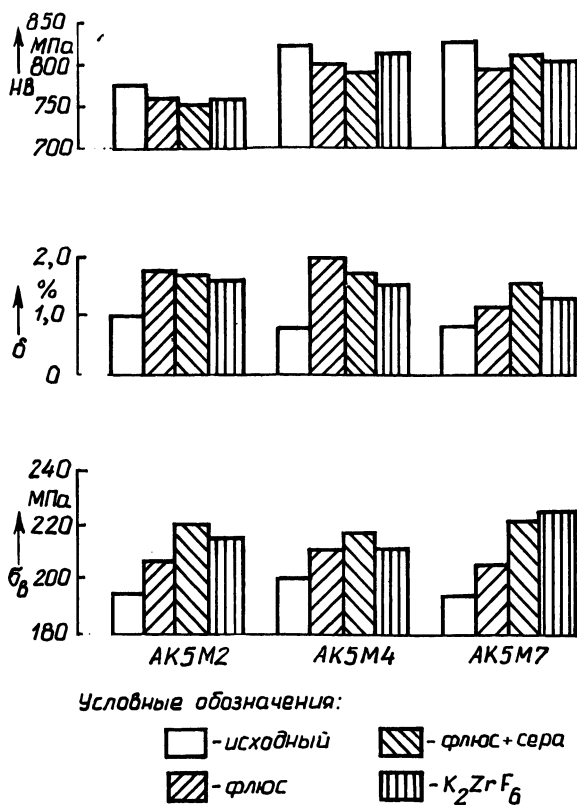 850
МПа
800
НВ
750
700
2,0
%
1,0
δ
0
240
МПа
220
σв
200
180
АК5М2 АК5М4 АК5М7
Условные обозначения:
-исходный
-флюс+сера
-флюс
-K2ZrF6